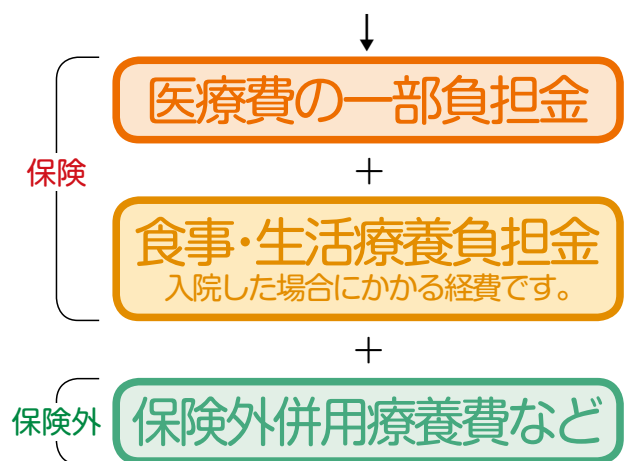 医療費の一部負担金
+
保険
食事・生活療養負担金
入院した場合にかかる経費です。
+
保険外
保険外併用療養費など